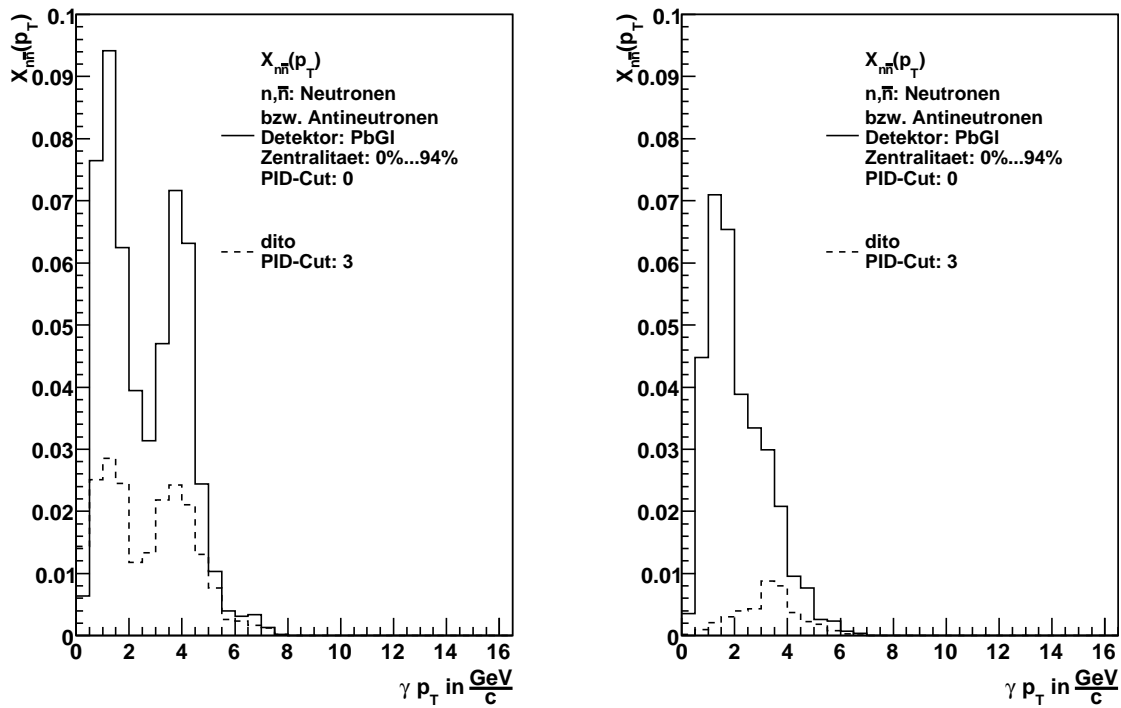 X_{nn̅}(p_T)
0.1
0.09
0.08
0.07
0.06
0.05
0.04
0.03
0.02
0.01
0
0 2 4 6 8 10 12 14 16
γ p_T in GeV/c
X_{nn̅}(p_T)
n,n̅: Neutronen
bzw. Antineutronen
Detektor: PbGl
Zentralitaet: 0%...94%
PID-Cut: 0
dito
PID-Cut: 3
X_{nn̅}(p_T)
0.1
0.09
0.08
0.07
0.06
0.05
0.04
0.03
0.02
0.01
0
0 2 4 6 8 10 12 14 16
γ p_T in GeV/c
X_{nn̅}(p_T)
n,n̅: Neutronen
bzw. Antineutronen
Detektor: PbGl
Zentralitaet: 0%...94%
PID-Cut: 0
dito
PID-Cut: 3